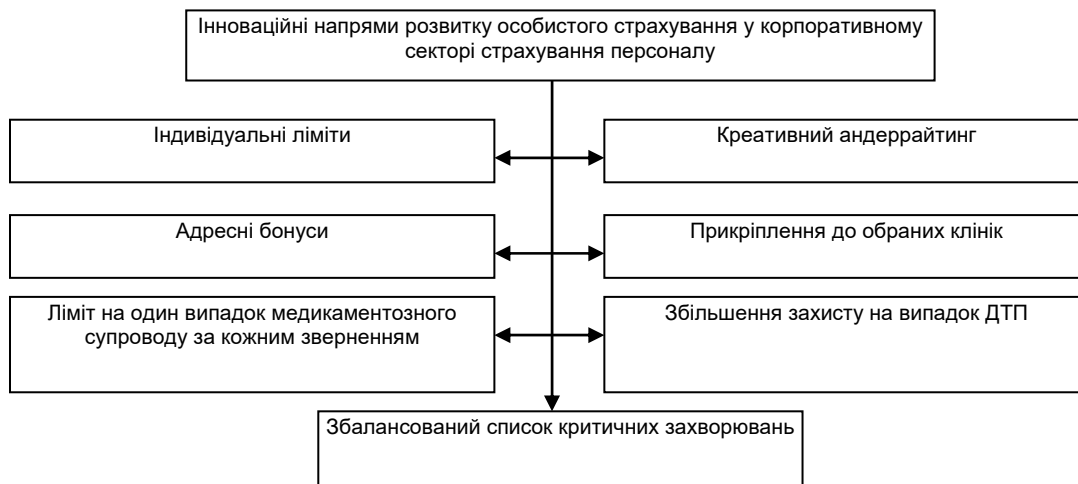 Інноваційні напрями розвитку особистого страхування у корпоративному
секторі страхування персоналу
Індивідуальні ліміти
Креативний андеррайтинг
Адресні бонуси
Прикріплення до обраних клінік
Ліміт на один випадок медикаментозного
супроводу за кожним зверненням
Збільшення захисту на випадок ДТП
Збалансований список критичних захворювань